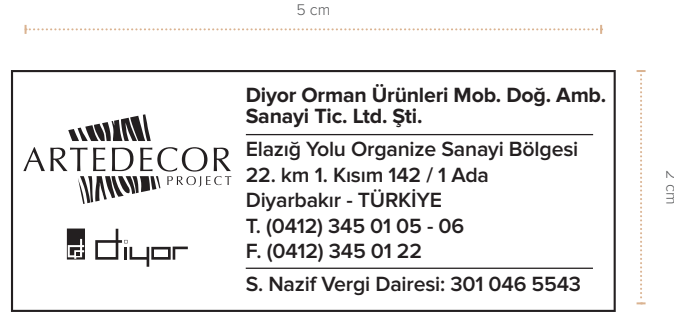 5 cm
ARTEDECOR
PROJECT
diyor
Diyor Orman Ürünleri Mob. Doğ. Amb.
Sanayi Tic. Ltd. Şti.
Elazığ Yolu Organize Sanayi Bölgesi
22. km 1. Kısım 142 / 1 Ada
Diyarbakır - TÜRKİYE
T. (0412) 345 01 05 - 06
F. (0412) 345 01 22
S. Nazif Vergi Dairesi: 301 046 5543
2 cm